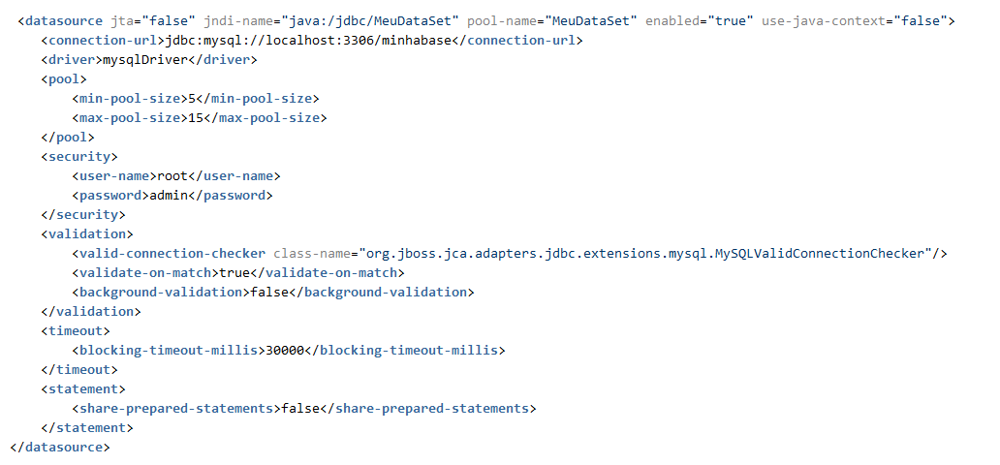 <datasource jta="false" jndi-name="java:/jdbc/MeuDataSet" pool-name="MeuDataSet" enabled="true" use-java-context="false">
    <connection-url>jdbc:mysql://localhost:3306/minhabase</connection-url>
    <driver>mysqlDriver</driver>
    <pool>
        <min-pool-size>5</min-pool-size>
        <max-pool-size>15</max-pool-size>
    </pool>
    <security>
        <user-name>root</user-name>
        <password>admin</password>
    </security>
    <validation>
        <valid-connection-checker class-name="org.jboss.jca.adapters.jdbc.extensions.mysql.MySQLValidConnectionChecker"/>
        <validate-on-match>true</validate-on-match>
        <background-validation>false</background-validation>
    </validation>
    <timeout>
        <blocking-timeout-millis>30000</blocking-timeout-millis>
    </timeout>
    <statement>
        <share-prepared-statements>false</share-prepared-statements>
    </statement>
</datasource>